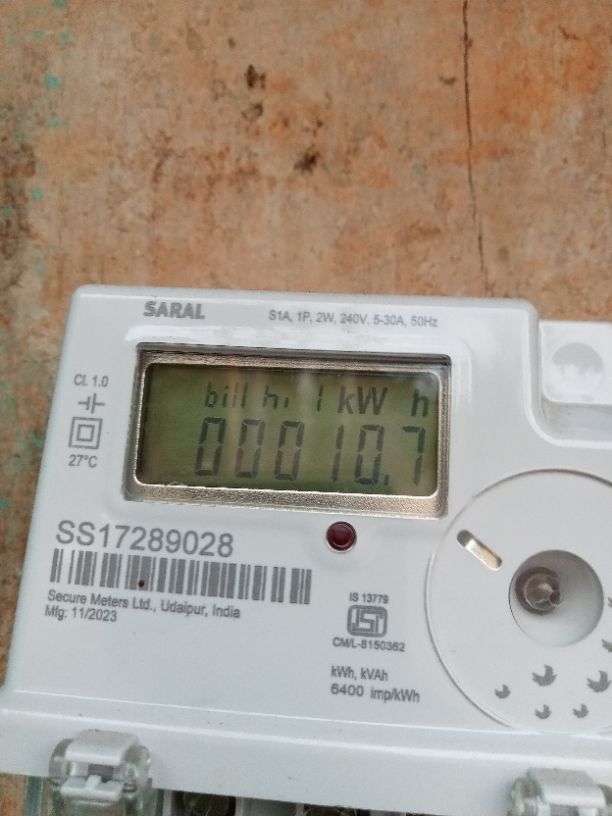 SARAL
S1A, 1P, 2W, 240V, 5-30A, 50Hz
Cl. 1.0
27°C
bill hi 1 kW h
00010.7
SS17289028
Secure Meters Ltd., Udaipur, India
Mfg: 11/2023
IS 13779
ISI
CM/L-8150362
kWh, kVAh
6400 imp/kWh